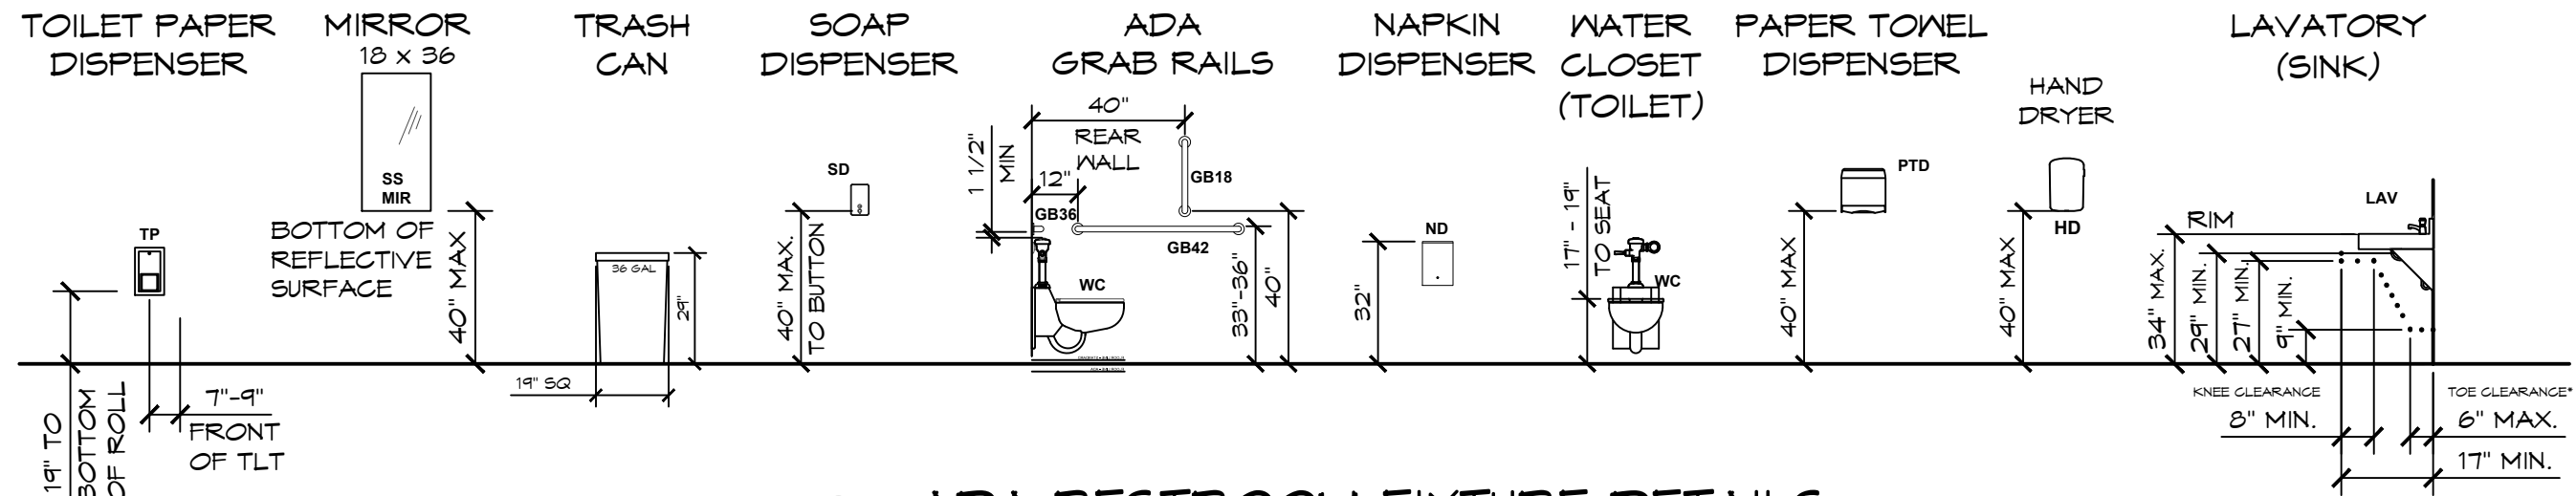 TOILET PAPER
DISPENSER
TP
19" TO
BOTTOM
OF ROLL
7"-9"
FRONT
OF TLT
MIRROR
18 x 36
SS
MIR
BOTTOM OF
REFLECTIVE
SURFACE
40" MAX
TRASH
CAN
36 GAL
29"
19" SQ
SOAP
DISPENSER
SD
40" MAX.
TO BUTTON
ADA
GRAB RAILS
40"
REAR
WALL
1 1/2"
MIN
12"
GB18
GB36
GB42
WC
33"-36"
40"
NAPKIN
DISPENSER
ND
32"
WATER
CLOSET
(TOILET)
17" - 19"
TO SEAT
WC
PAPER TOWEL
DISPENSER
PTD
40" MAX
HAND
DRYER
HD
40" MAX
LAVATORY
(SINK)
LAV
RIM
34" MAX.
29" MIN.
27" MIN.
9" MIN.
KNEE CLEARANCE
8" MIN.
TOE CLEARANCE*
6" MAX.
17" MIN.
ADA RESTROOM FIXTURE DETAILS